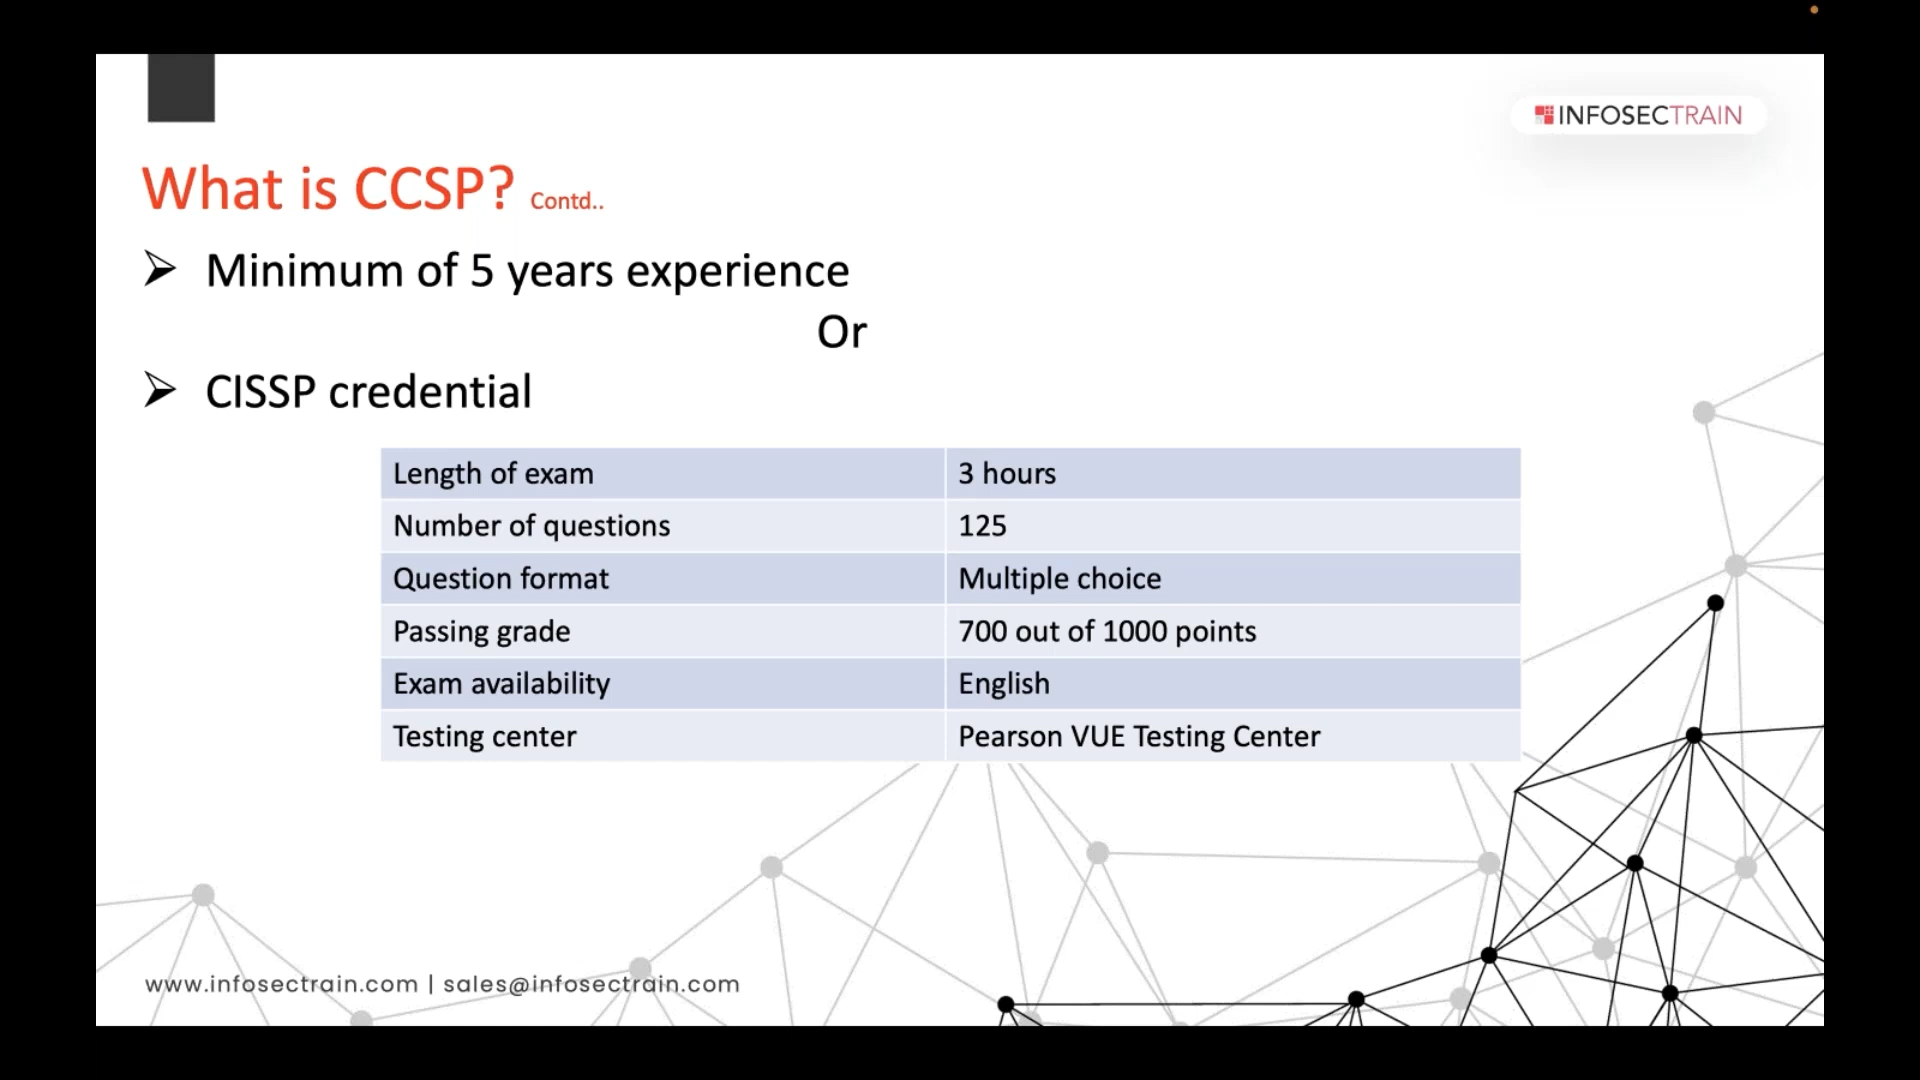 INFOSECTRAIN
What is CCSP? Contd..
➢ Minimum of 5 years experience
Or
➢ CISSP credential
Length of exam 3 hours
Number of questions 125
Question format Multiple choice
Passing grade 700 out of 1000 points
Exam availability English
Testing center Pearson VUE Testing Center
www.infosectrain.com | sales@infosectrain.com